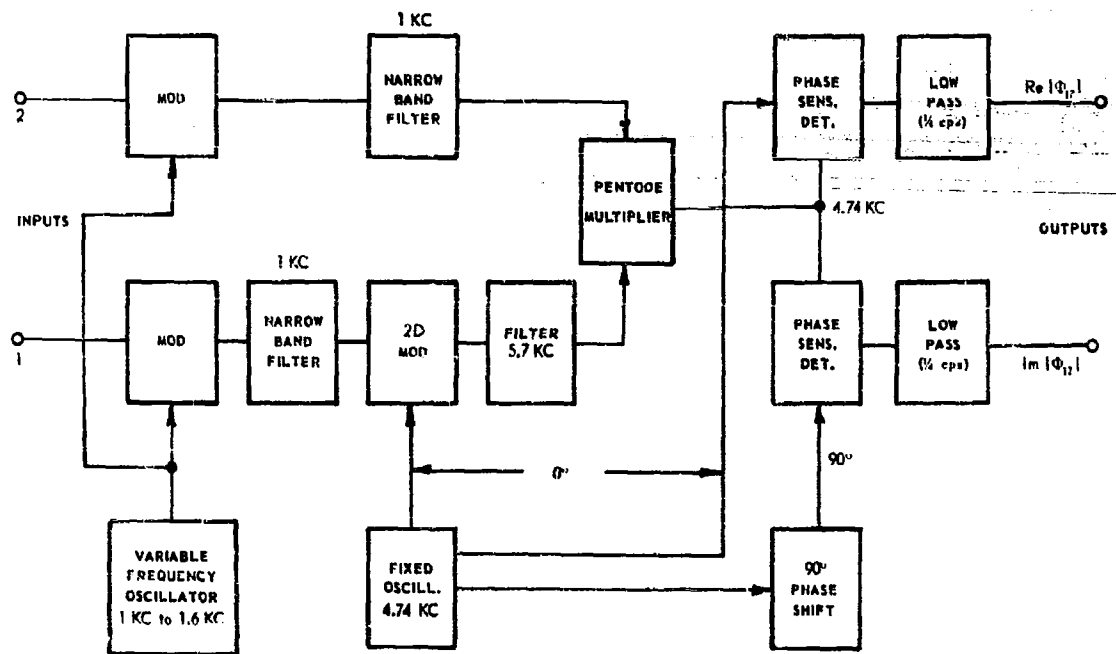 1 KC
MOD
NARROW
BAND
FILTER
2
PHASE
SENS.
DET.
LOW
PASS
(½ cps)
Re |Φ₁₂|
PENTODE
MULTIPLIER
4.74 KC
INPUTS
OUTPUTS
1 KC
MOD
NARROW
BAND
FILTER
2D
MOD
FILTER
5.7 KC
1
PHASE
SENS.
DET.
LOW
PASS
(½ cps)
Im |Φ₁₂|
0°
90°
VARIABLE
FREQUENCY
OSCILLATOR
1 KC to 1.6 KC
FIXED
OSCILL.
4.74 KC
90°
PHASE
SHIFT